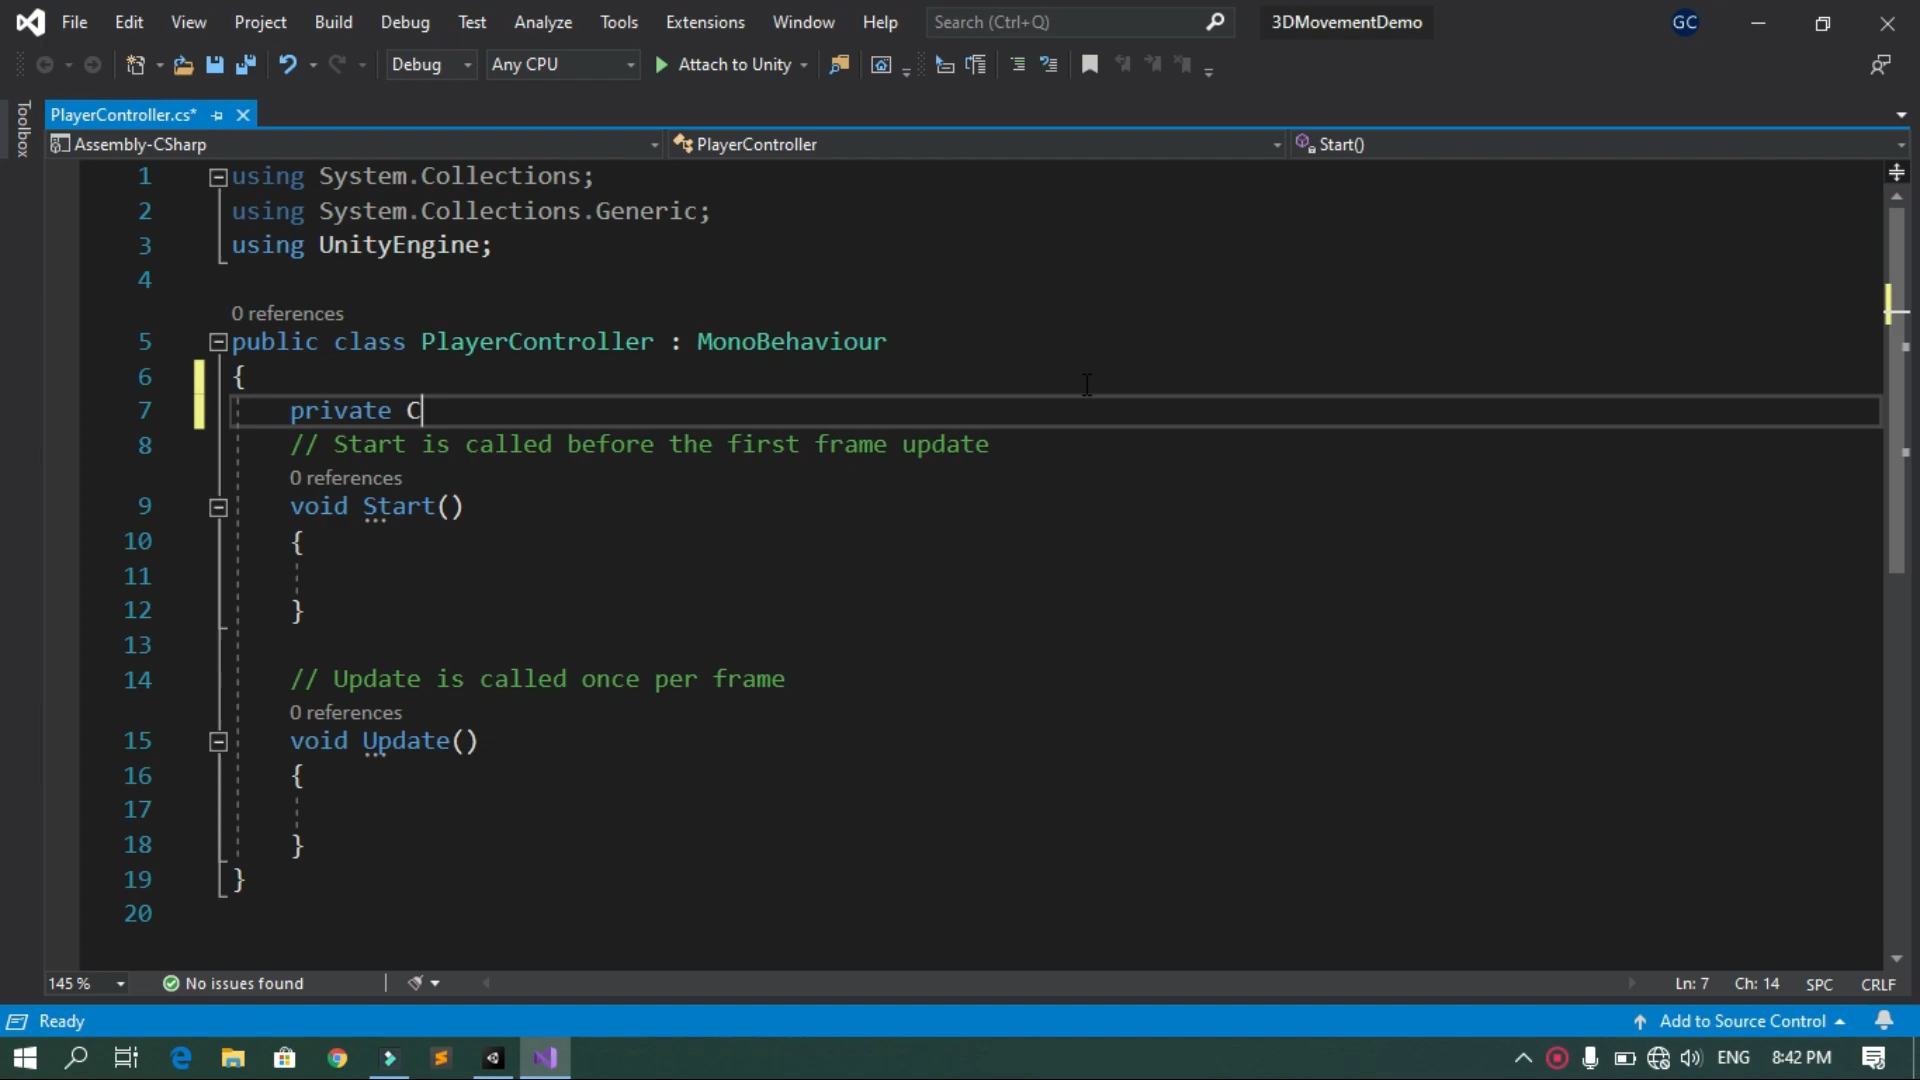 File Edit View Project Build Debug Test Analyze Tools Extensions Window Help Search (Ctrl+Q) 3DMovementDemo GC
Debug Any CPU Attach to Unity
Toolbox
PlayerController.cs*
Assembly-CSharp PlayerController Start()
1 using System.Collections;
2 using System.Collections.Generic;
3 using UnityEngine;
4
0 references
5 public class PlayerController : MonoBehaviour
6 {
7 private C
8 // Start is called before the first frame update
0 references
9 void Start()
10 {
11
12 }
13
14 // Update is called once per frame
0 references
15 void Update()
16 {
17
18 }
19 }
20
145 % No issues found Ln: 7 Ch: 14 SPC CRLF
Ready Add to Source Control
ENG 8:42 PM